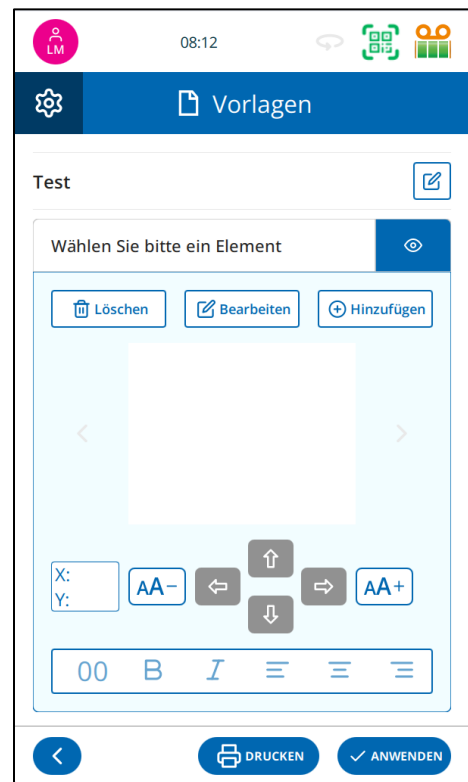 LM
08:12
Vorlagen
Test
Wählen Sie bitte ein Element
Löschen
Bearbeiten
Hinzufügen
X:
Y:
AA-
AA+
00 B I
DRUCKEN
ANWENDEN